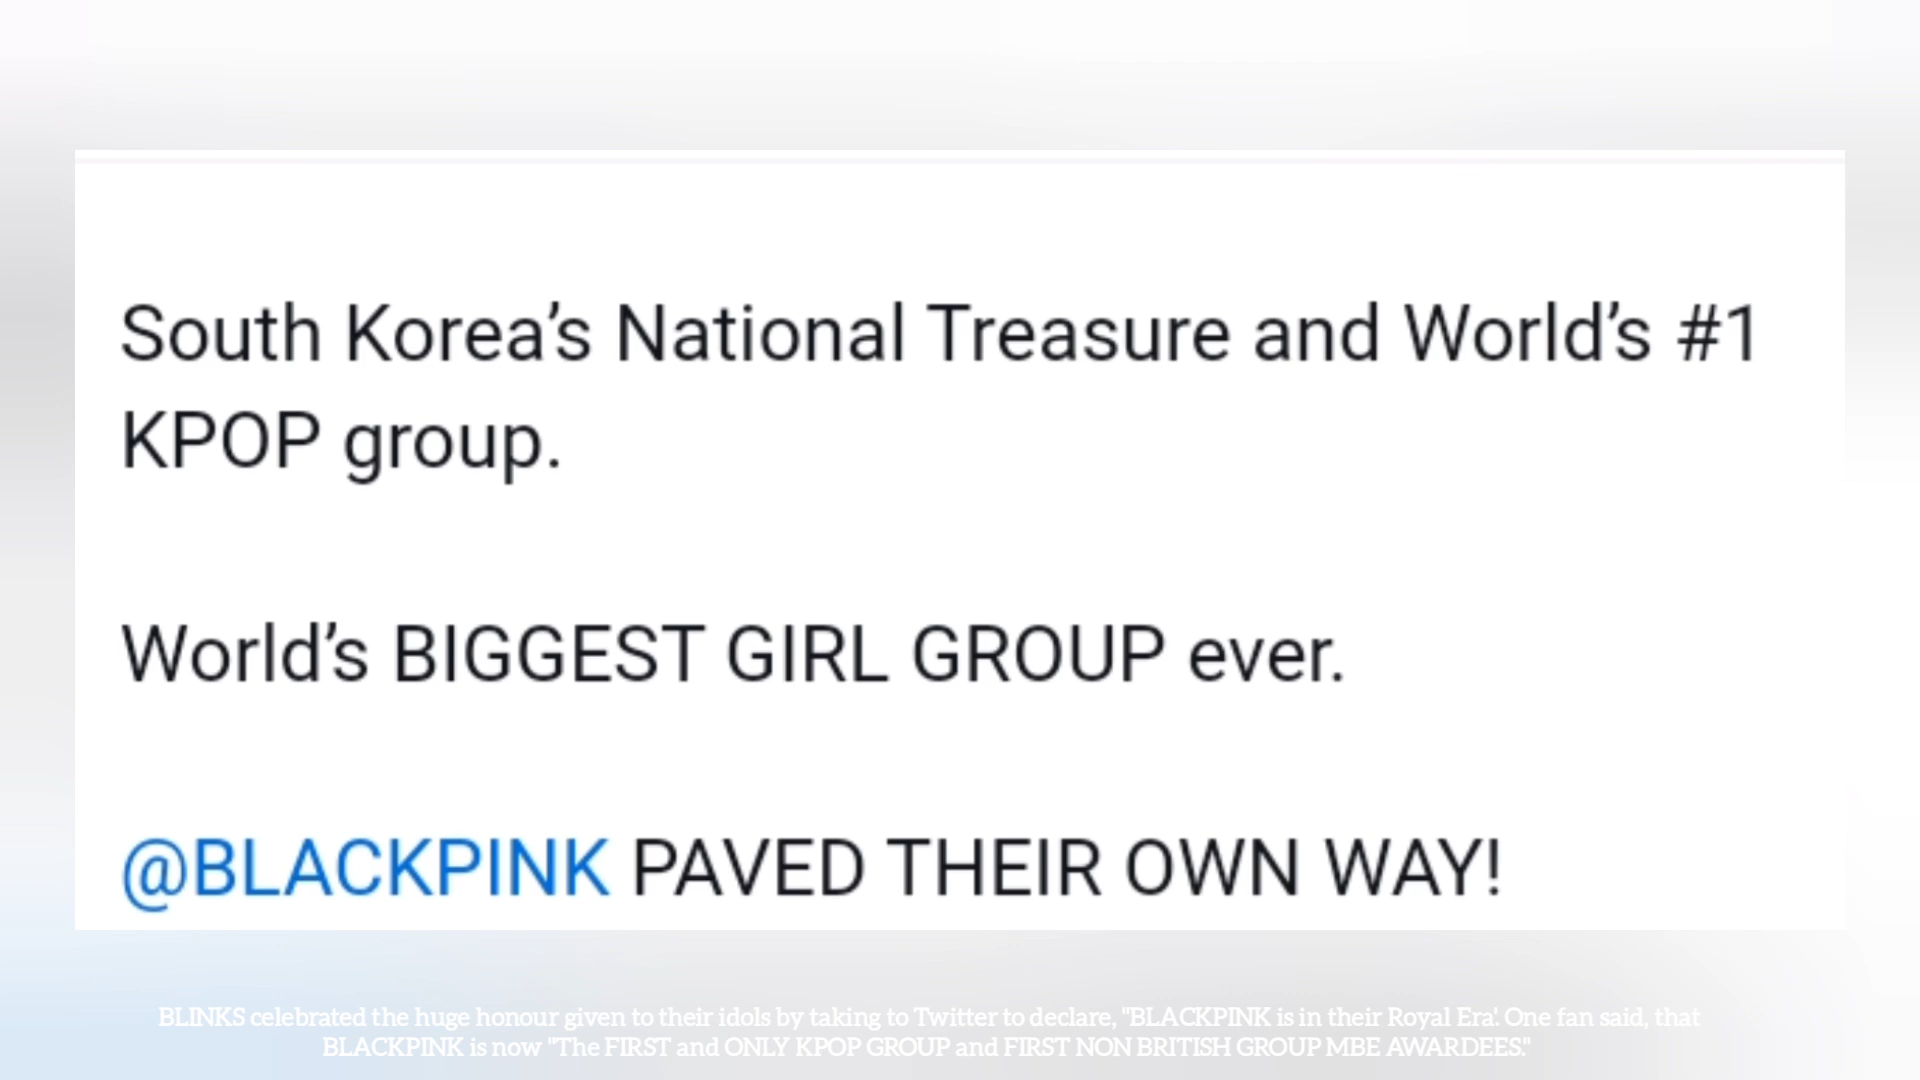 South Korea’s National Treasure and World’s #1
KPOP group.
World’s BIGGEST GIRL GROUP ever.
@BLACKPINK PAVED THEIR OWN WAY!
BLINKS celebrated the huge honour given to their idols by taking to Twitter to declare, "BLACKPINK is in their Royal Era'. One fan said, that
BLACKPINK is now "The FIRST and ONLY KPOP GROUP and FIRST NON BRITISH GROUP MBE AWARDEES."